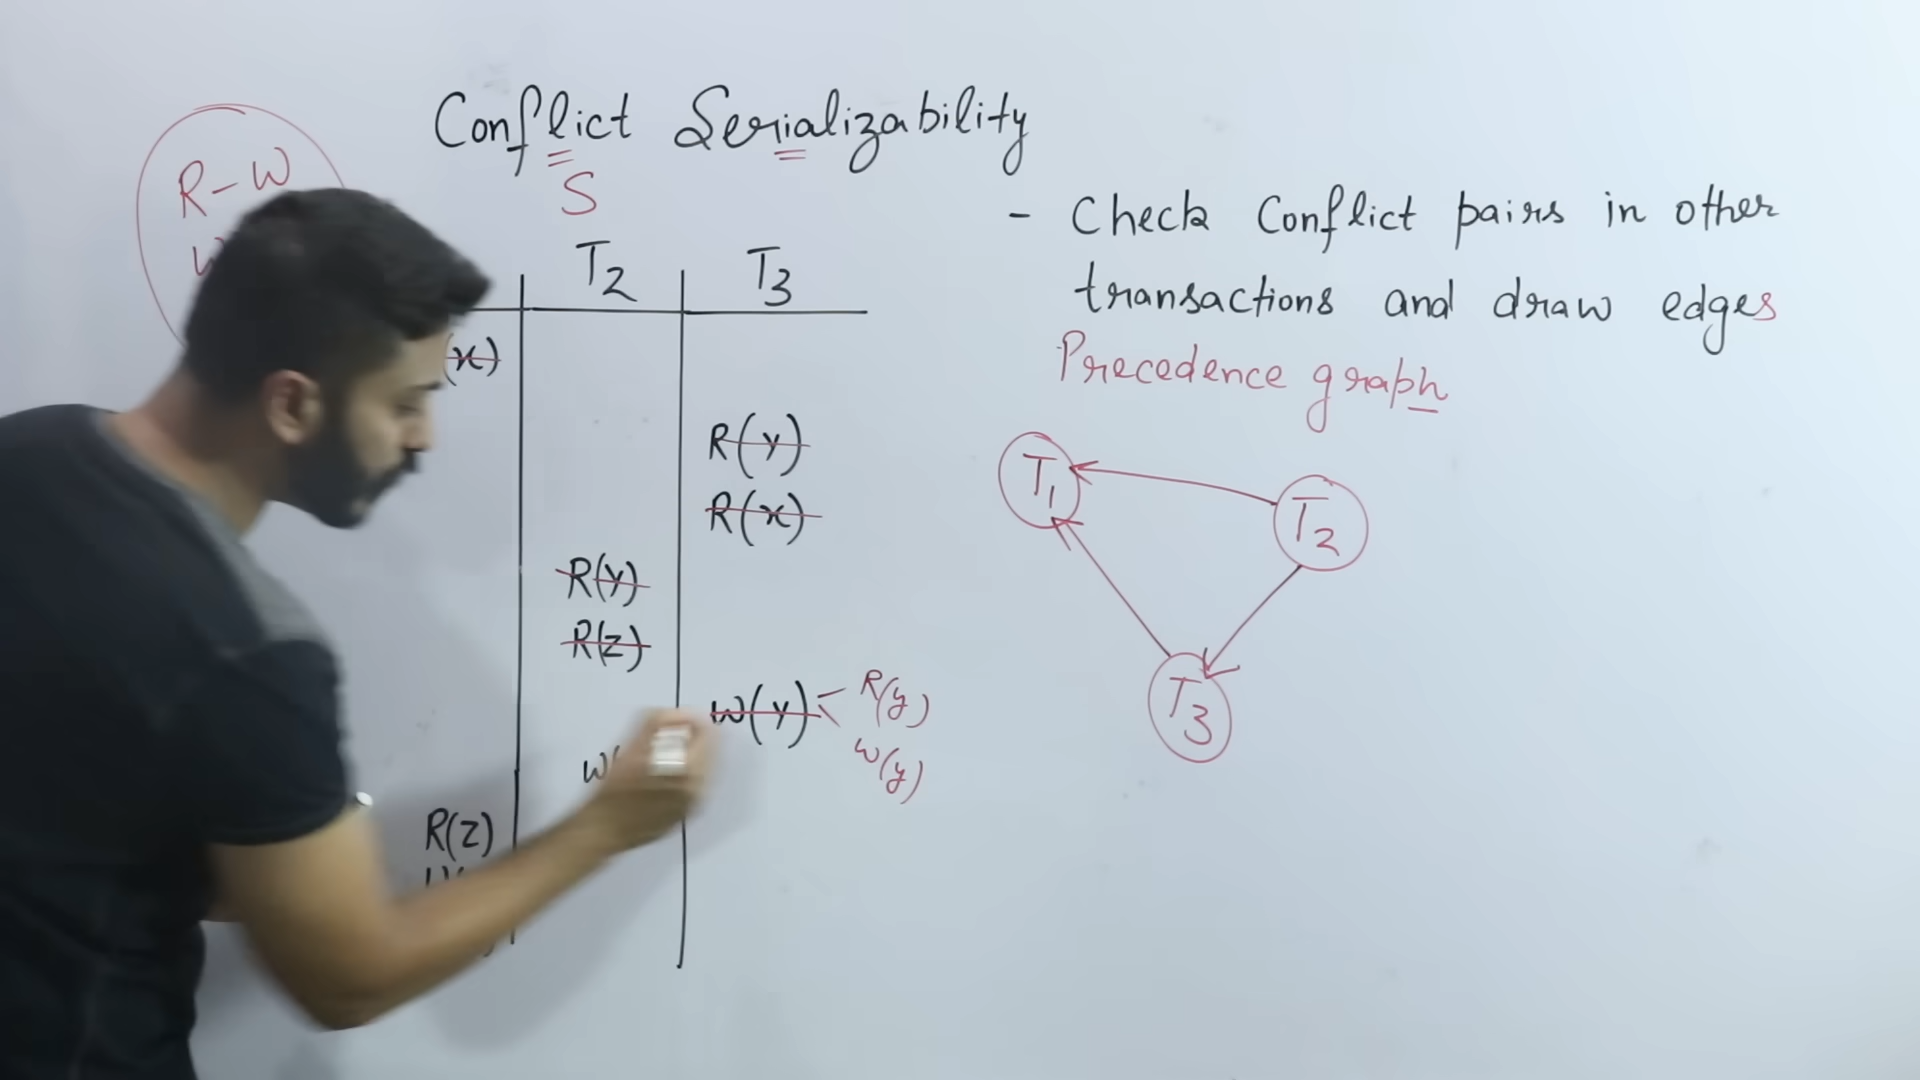 Conflict Serializability
S
R-W
T2 T3
(x)
R(y)
R(x)
R(y)
R(z)
W(y) R(y)
W(y)
R(z)
- Check Conflict pairs in other
transactions and draw edges
Precedence graph
T1
T2
T3